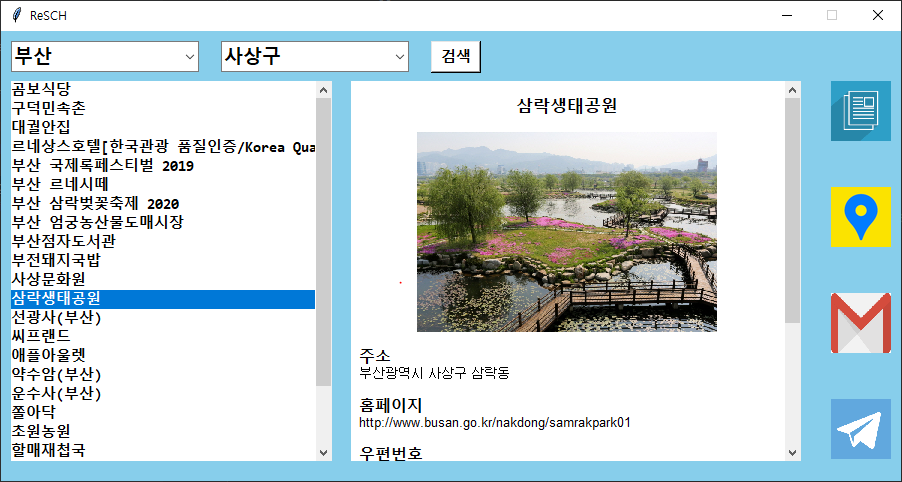 ReSCH
부산
사상구
검색
곰보식당
구덕민속촌
대궐안집
르네상스호텔[한국관광 품질인증/Korea Qua
부산 국제록페스티벌 2019
부산 르네시떼
부산 삼락벚꽃축제 2020
부산 엄궁농산물도매시장
부산점자도서관
부전돼지국밥
사상문화원
삼락생태공원
선광사(부산)
씨프랜드
애플아울렛
약수암(부산)
운수사(부산)
쫄아닥
초원농원
할매재첩국
삼락생태공원
주소
부산광역시 사상구 삼락동
홈페이지
http://www.busan.go.kr/nakdong/samrakpark01
우편번호